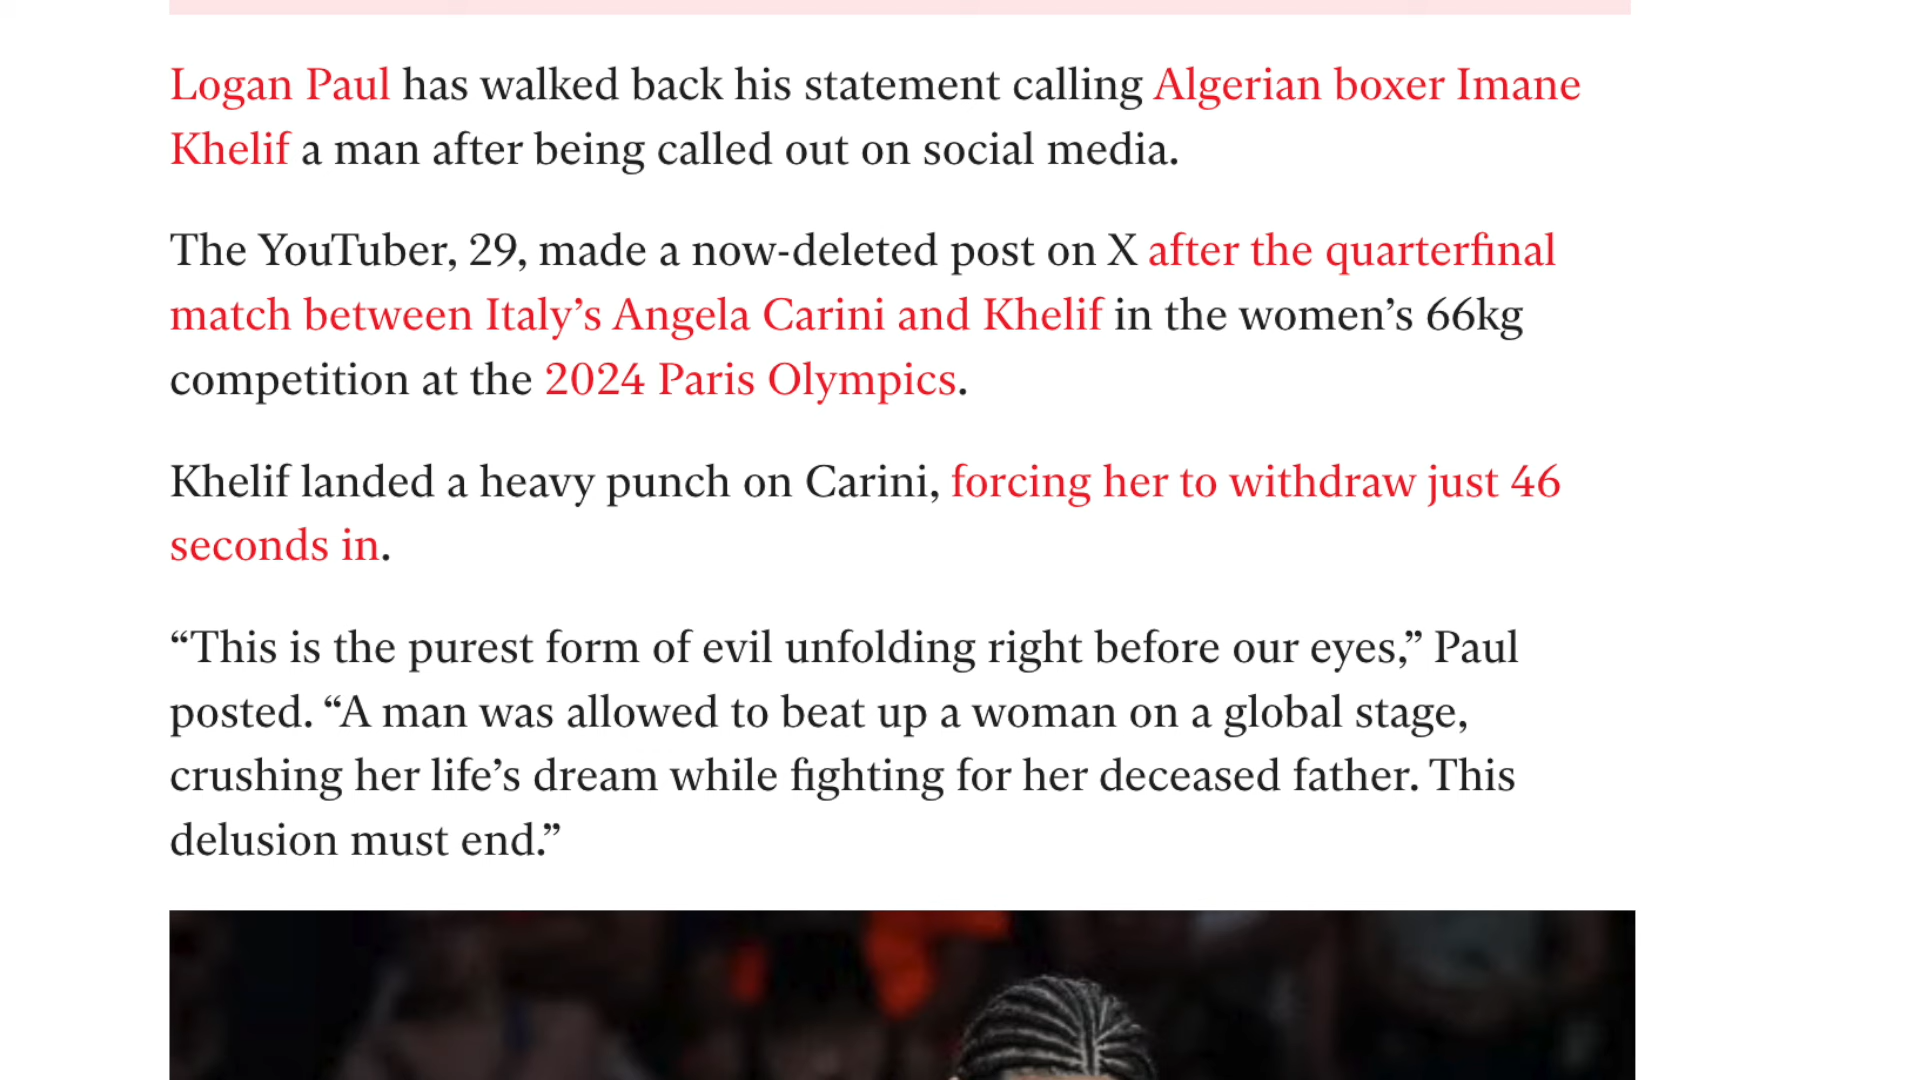 Logan Paul has walked back his statement calling Algerian boxer Imane
Khelif a man after being called out on social media.
The YouTuber, 29, made a now-deleted post on X after the quarterfinal
match between Italy’s Angela Carini and Khelif in the women’s 66kg
competition at the 2024 Paris Olympics.
Khelif landed a heavy punch on Carini, forcing her to withdraw just 46
seconds in.
“This is the purest form of evil unfolding right before our eyes,” Paul
posted. “A man was allowed to beat up a woman on a global stage,
crushing her life’s dream while fighting for her deceased father. This
delusion must end.”